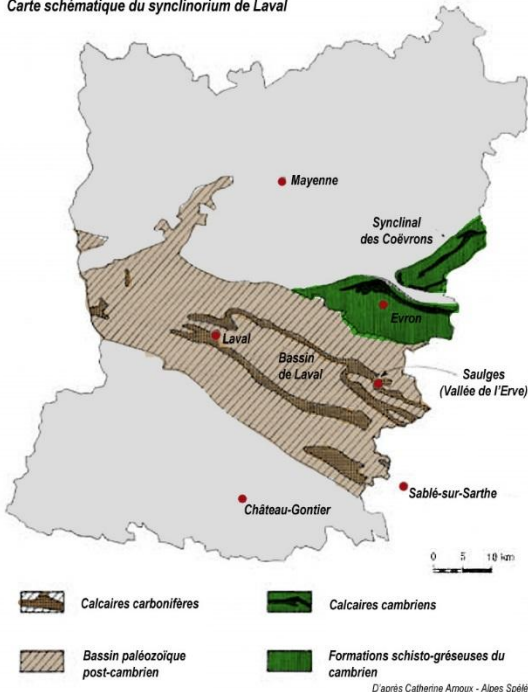 Carte schématique du synclinorium de Laval
Mayenne
Synclinal
des Coëvrons
Evron
Laval
Bassin
de Laval
Saulges
(Vallée de l'Erve)
Sablé-sur-Sarthe
Château-Gontier
0 5 10 km
Calcaires carbonifères
Calcaires cambriens
Bassin paléozoïque
post-cambrien
Formations schisto-gréseuses du
cambrien
D'après Catherine Arnoux - Alpes Spélé